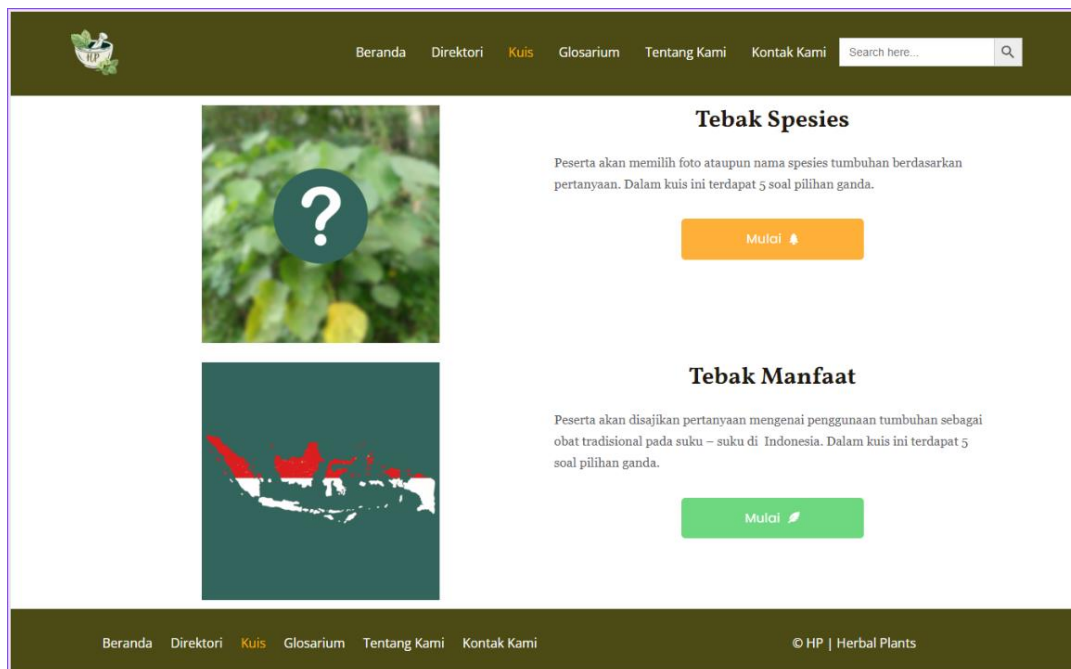 HP
Beranda Direktori Kuis Glosarium Tentang Kami Kontak Kami Search here...
?
Tebak Spesies
Peserta akan memilih foto ataupun nama spesies tumbuhan berdasarkan
pertanyaan. Dalam kuis ini terdapat 5 soal pilihan ganda.
Mulai
Tebak Manfaat
Peserta akan disajikan pertanyaan mengenai penggunaan tumbuhan sebagai
obat tradisional pada suku – suku di Indonesia. Dalam kuis ini terdapat 5
soal pilihan ganda.
Mulai
Beranda Direktori Kuis Glosarium Tentang Kami Kontak Kami
© HP | Herbal Plants